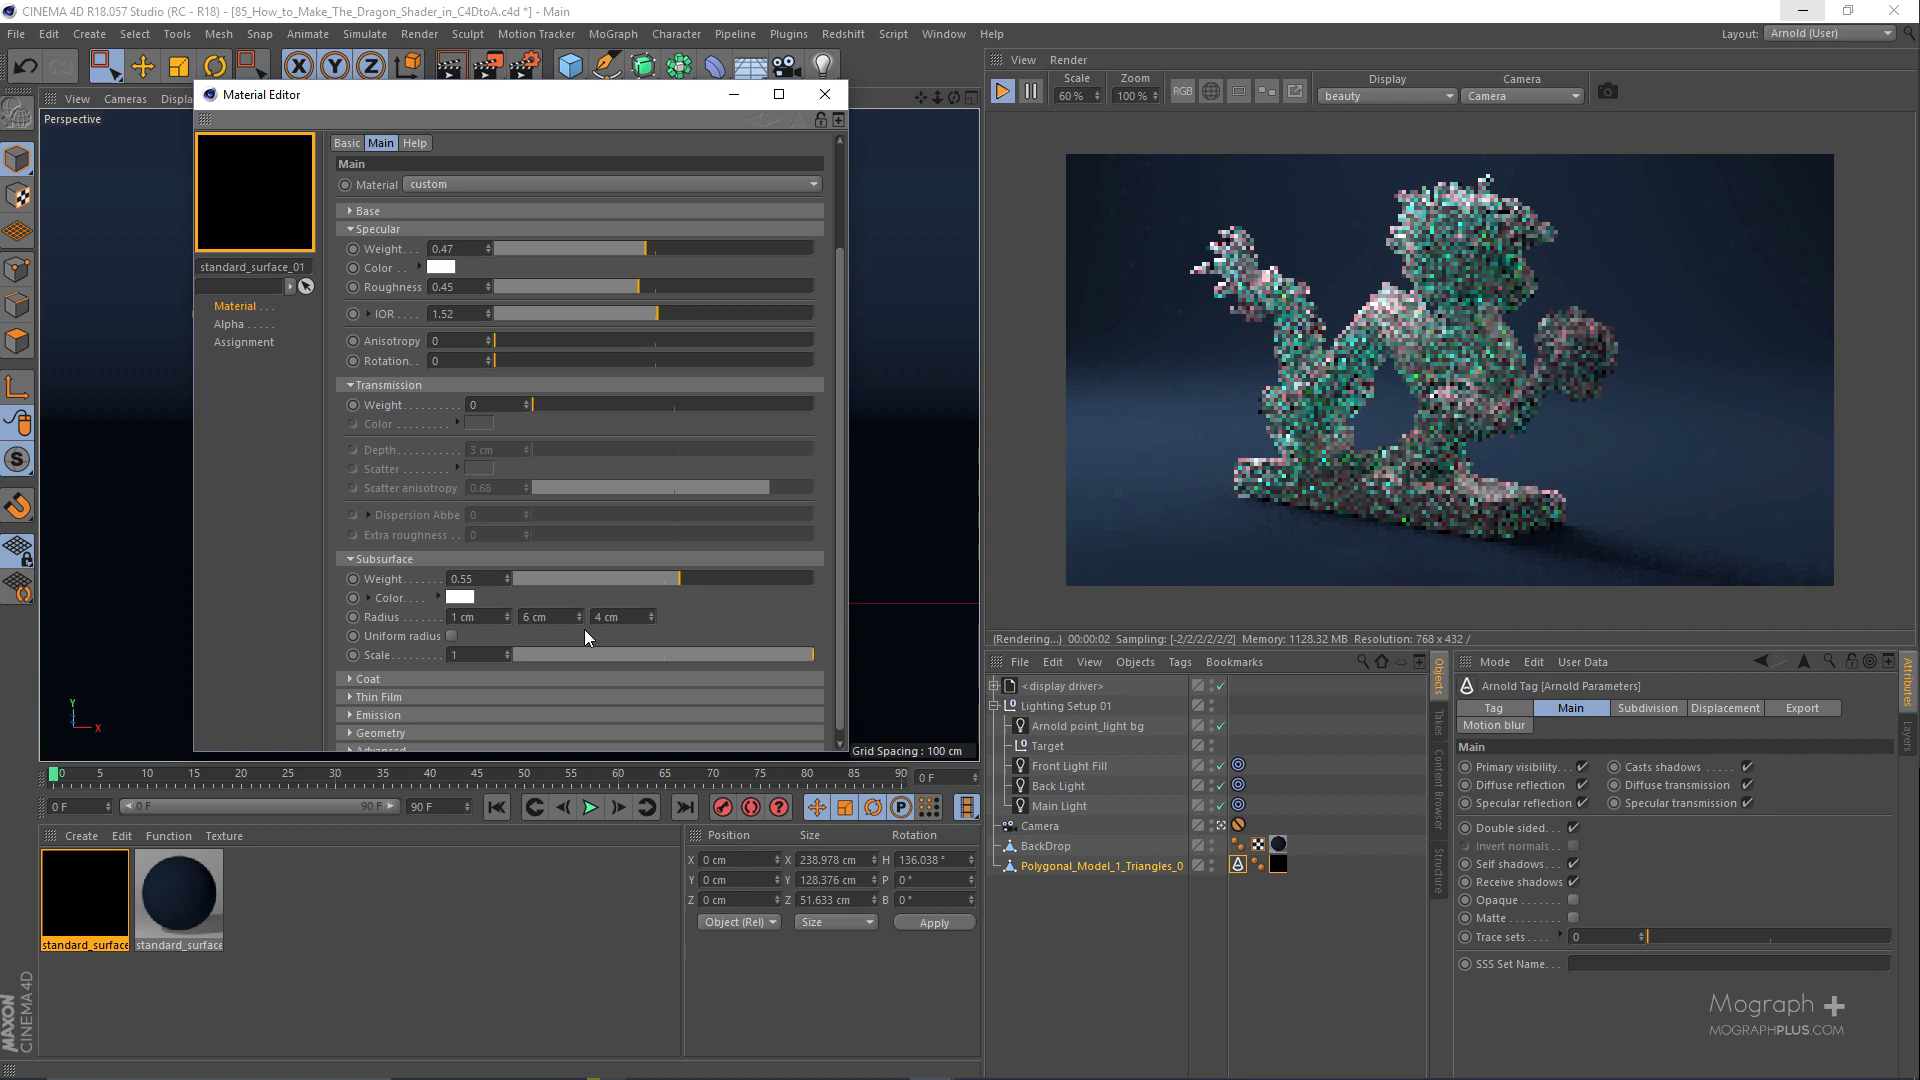 CINEMA 4D R18.057 Studio (RC - R18) - [85_How_to_Make_The_Dragon_Shader_in_C4DtoA.c4d *] - Main
File Edit Create Select Tools Mesh Snap Animate Simulate Render Sculpt Motion Tracker MoGraph Character Pipeline Plugins Redshift Script Window Help Layout: Arnold (User)
View Cameras Displa
Perspective
Material Editor
Basic Main Help
Main
Material custom
Base
Specular
Weight... 0.47
Color ..
Roughness 0.45
IOR.... 1.52
Anisotropy 0
Rotation.. 0
Transmission
Weight.......... 0
Color .........
Depth........... 3 cm
Scatter ........
Scatter anisotropy 0.68
Dispersion Abbe 0
Extra roughness .. 0
Subsurface
Weight....... 0.55
Color....
Radius ....... 1 cm 6 cm 4 cm
Uniform radius
Scale......... 1
Coat
Thin Film
Emission
Geometry
Advanced
standard_surface_01
Material ...
Alpha .....
Assignment
Y
Z
X
Grid Spacing : 100 cm
View Render
Scale Zoom Display Camera
60 % 100 % RGB beauty Camera
(Rendering...) 00:00:02 Sampling: [-2/2/2/2/2/2] Memory: 1128.32 MB Resolution: 768 x 432 /
0 5 10 15 20 25 30 35 40 45 50 55 60 65 70 75 80 85 90 0 F
0 F 0 F 90 F 90 F
Create Edit Function Texture
standard_surface
standard_surface
Position Size Rotation
X 0 cm X 238.978 cm H 136.038 °
Y 0 cm Y 128.376 cm P 0 °
Z 0 cm Z 51.633 cm B 0 °
Object (Rel) Size Apply
File Edit View Objects Tags Bookmarks
<display driver>
Lighting Setup 01
Arnold point_light bg
Target
Front Light Fill
Back Light
Main Light
Camera
BackDrop
Polygonal_Model_1_Triangles_0
Objects
Takes
Content Browser
Structure
Mode Edit User Data
Arnold Tag [Arnold Parameters]
Tag Main Subdivision Displacement Export
Motion blur
Main
Primary visibility.. Casts shadows .....
Diffuse reflection Diffuse transmission
Specular reflection Specular transmission
Double sided...
Invert normals..
Self shadows...
Receive shadows
Opaque .......
Matte .........
Trace sets .... 0
SSS Set Name...
Attributes
Layers
Mograph +
MOGRAPHPLUS.COM
MAXON
CINEMA 4D